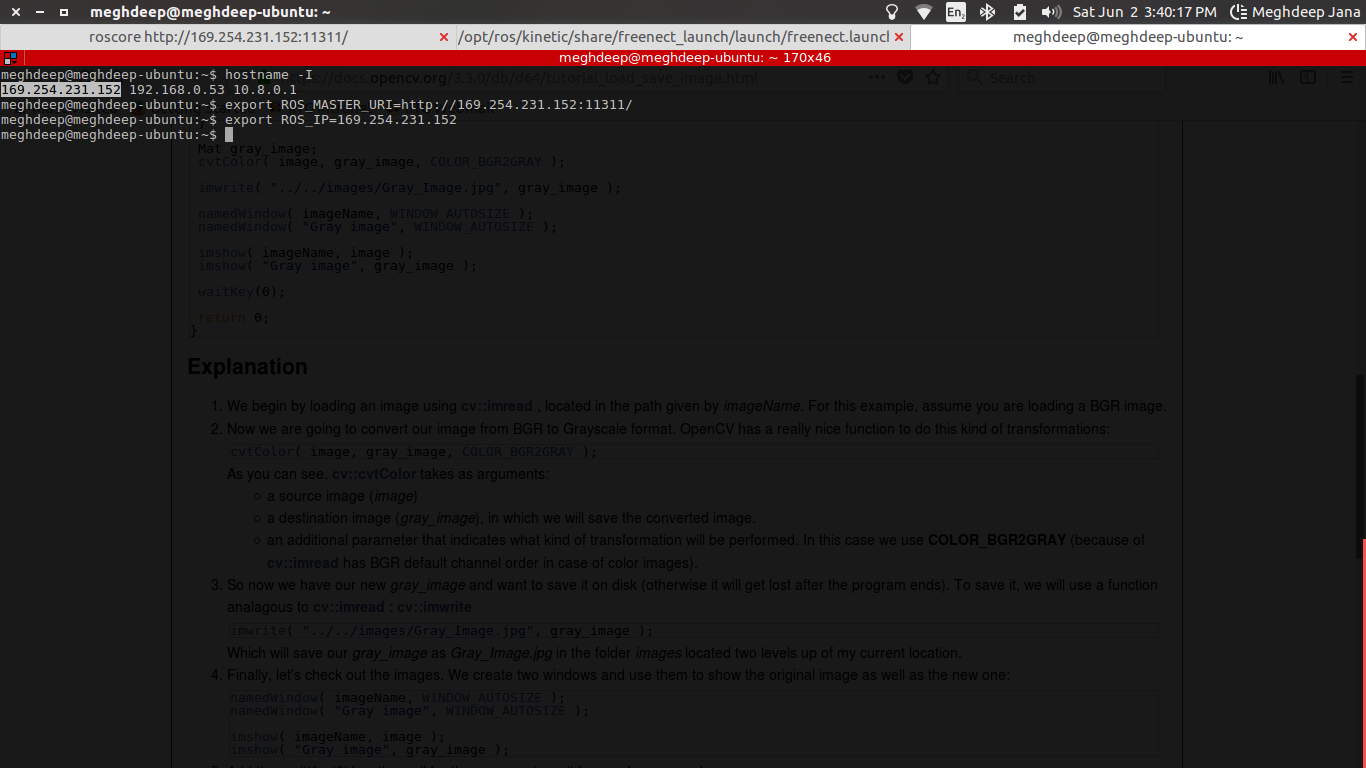 meghdeep@meghdeep-ubuntu: ~
En2
Sat Jun 2 3:40:17 PM
Meghdeep Jana
roscore http://169.254.231.152:11311/
/opt/ros/kinetic/share/freenect_launch/launch/freenect.launcl
meghdeep@meghdeep-ubuntu: ~
meghdeep@meghdeep-ubuntu: ~ 170x46
meghdeep@meghdeep-ubuntu:~$ hostname -I
docs.opencv.org/3.3.0/db/d64/tutorial_load_save_image.html
Search
169.254.231.152 192.168.0.53 10.8.0.1
meghdeep@meghdeep-ubuntu:~$ export ROS_MASTER_URI=http://169.254.231.152:11311/
meghdeep@meghdeep-ubuntu:~$ export ROS_IP=169.254.231.152
meghdeep@meghdeep-ubuntu:~$
Mat gray_image;
cvtColor( image, gray_image, COLOR_BGR2GRAY );
imwrite( "../../images/Gray_Image.jpg", gray_image );
namedWindow( imageName, WINDOW_AUTOSIZE );
namedWindow( "Gray image", WINDOW_AUTOSIZE );
imshow( imageName, image );
imshow( "Gray image", gray_image );
waitKey(0);
return 0;
}
Explanation
1. We begin by loading an image using cv::imread , located in the path given by imageName. For this example, assume you are loading a BGR image.
2. Now we are going to convert our image from BGR to Grayscale format. OpenCV has a really nice function to do this kind of transformations:
cvtColor( image, gray_image, COLOR_BGR2GRAY );
As you can see, cv::cvtColor takes as arguments:
a source image (image)
a destination image (gray_image), in which we will save the converted image.
an additional parameter that indicates what kind of transformation will be performed. In this case we use COLOR_BGR2GRAY (because of
cv::imread has BGR default channel order in case of color images).
3. So now we have our new gray_image and want to save it on disk (otherwise it will get lost after the program ends). To save it, we will use a function
analagous to cv::imread : cv::imwrite
imwrite( "../../images/Gray_Image.jpg", gray_image );
Which will save our gray_image as Gray_Image.jpg in the folder images located two levels up of my current location.
4. Finally, let's check out the images. We create two windows and use them to show the original image as well as the new one:
namedWindow( imageName, WINDOW_AUTOSIZE );
namedWindow( "Gray image", WINDOW_AUTOSIZE );
imshow( imageName, image );
imshow( "Gray image", gray_image );